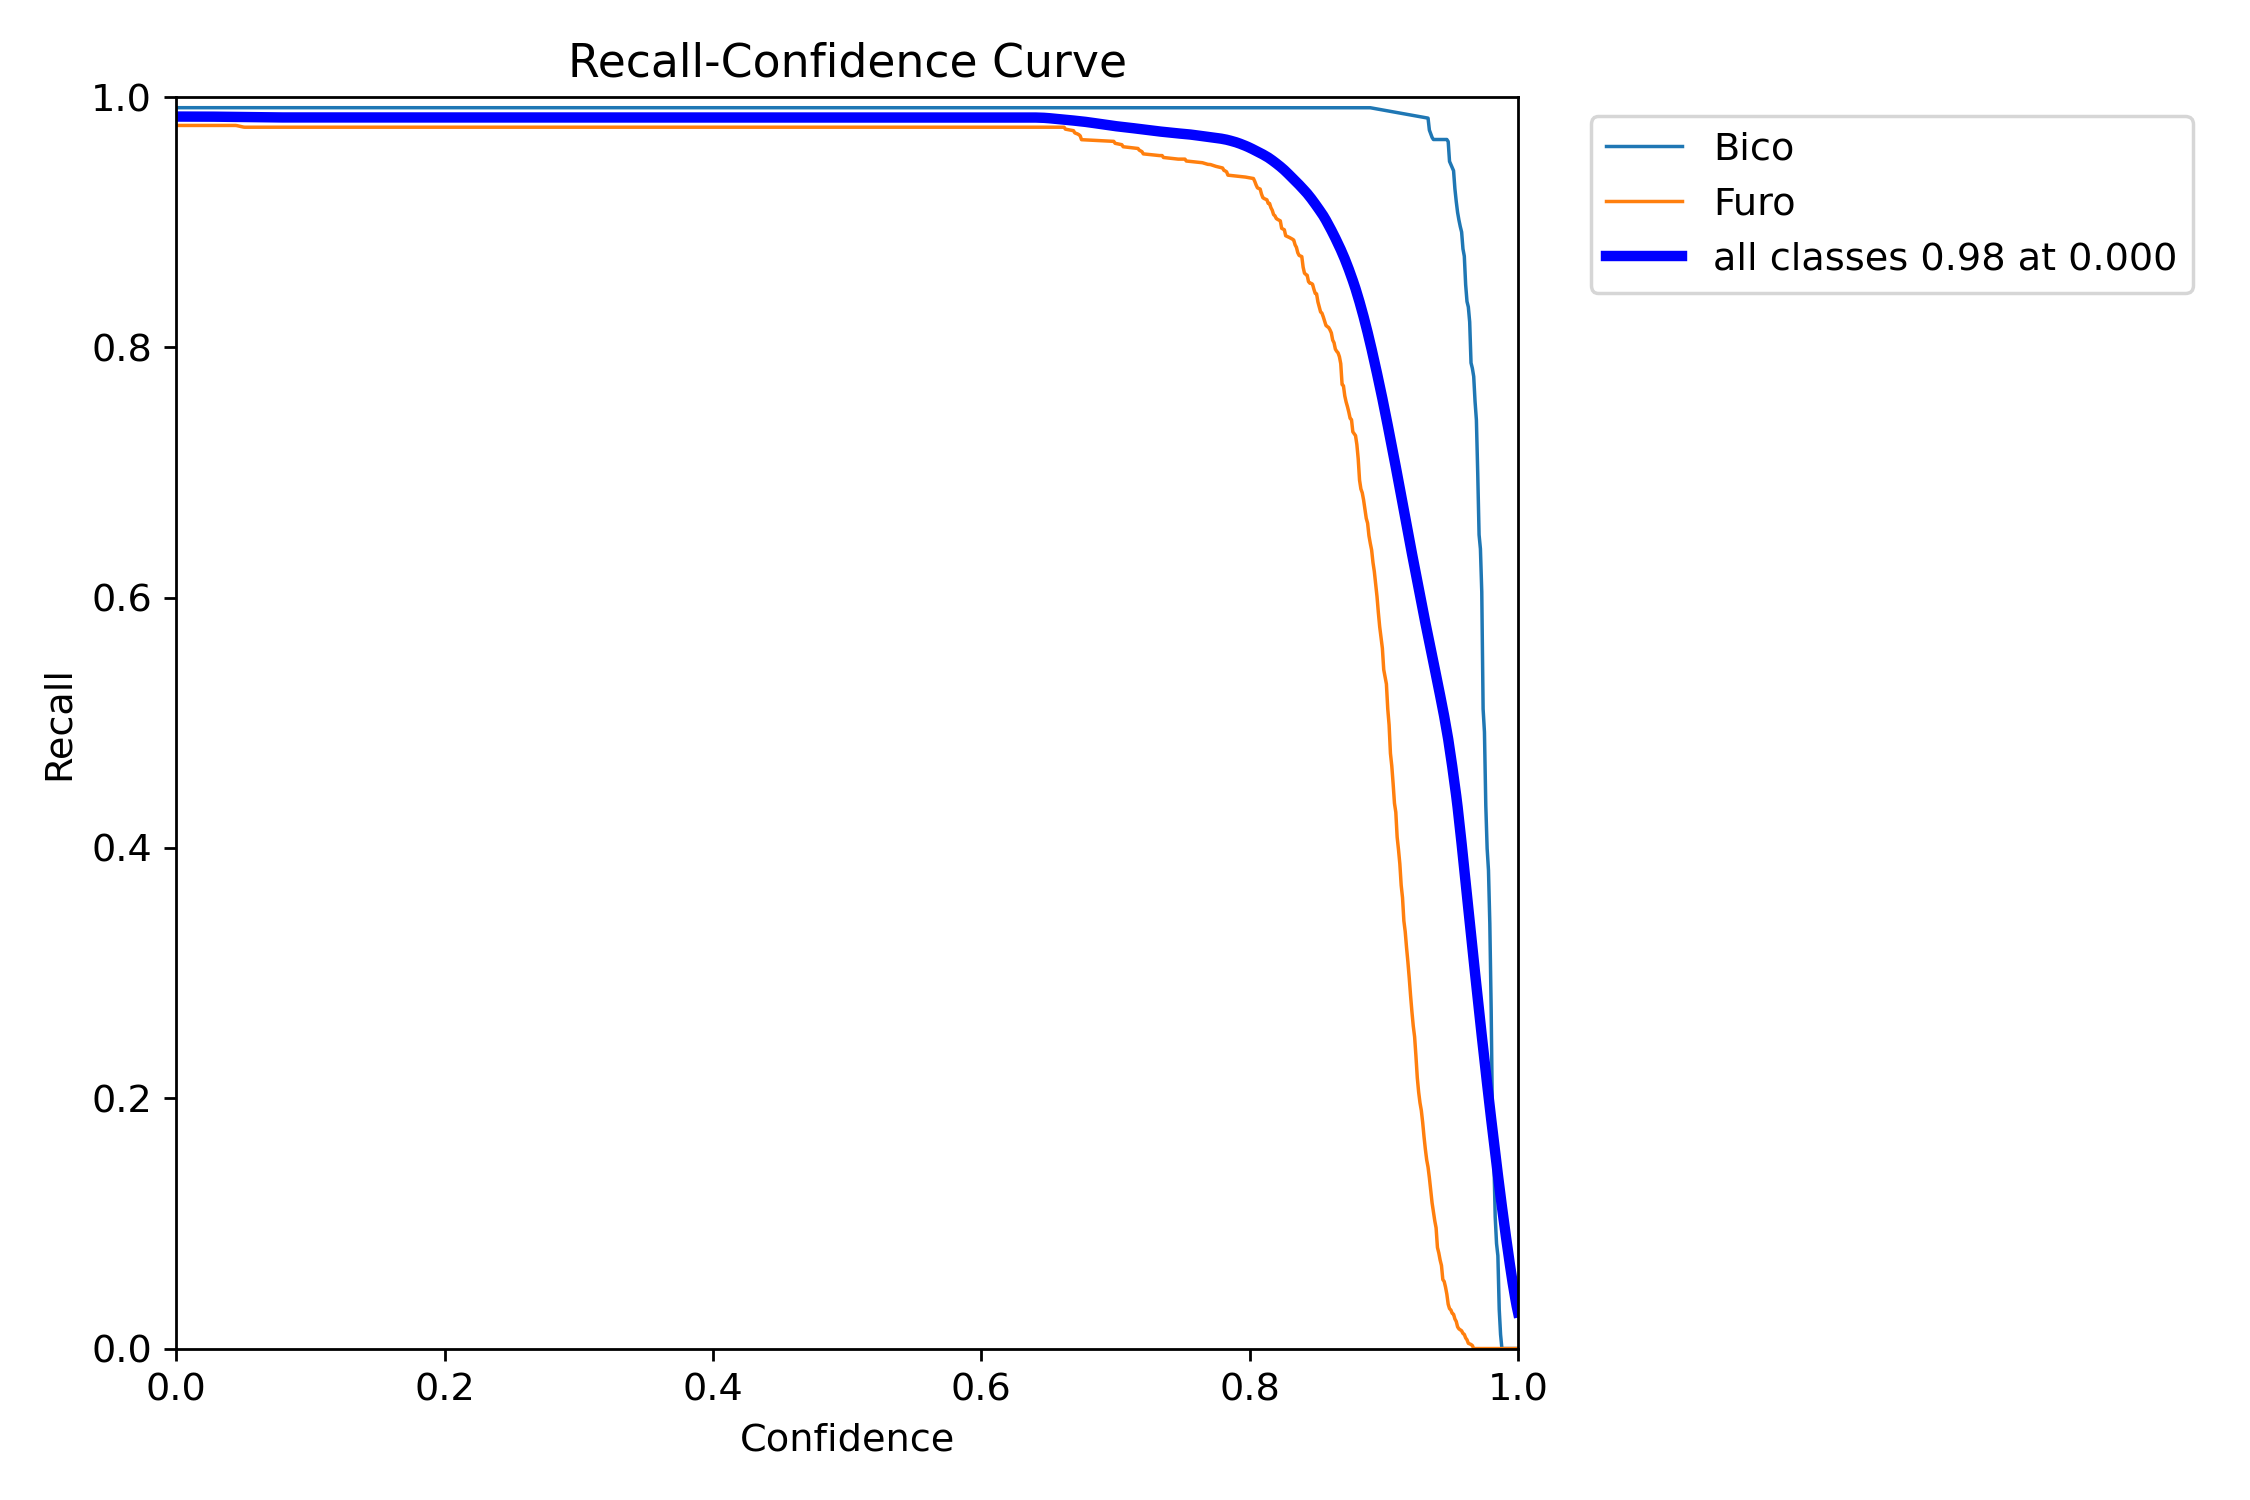 Recall-Confidence Curve
1.0
0.8
0.6
0.4
0.2
0.0
Recall
0.0 0.2 0.4 0.6 0.8 1.0
Confidence
Bico
Furo
all classes 0.98 at 0.000